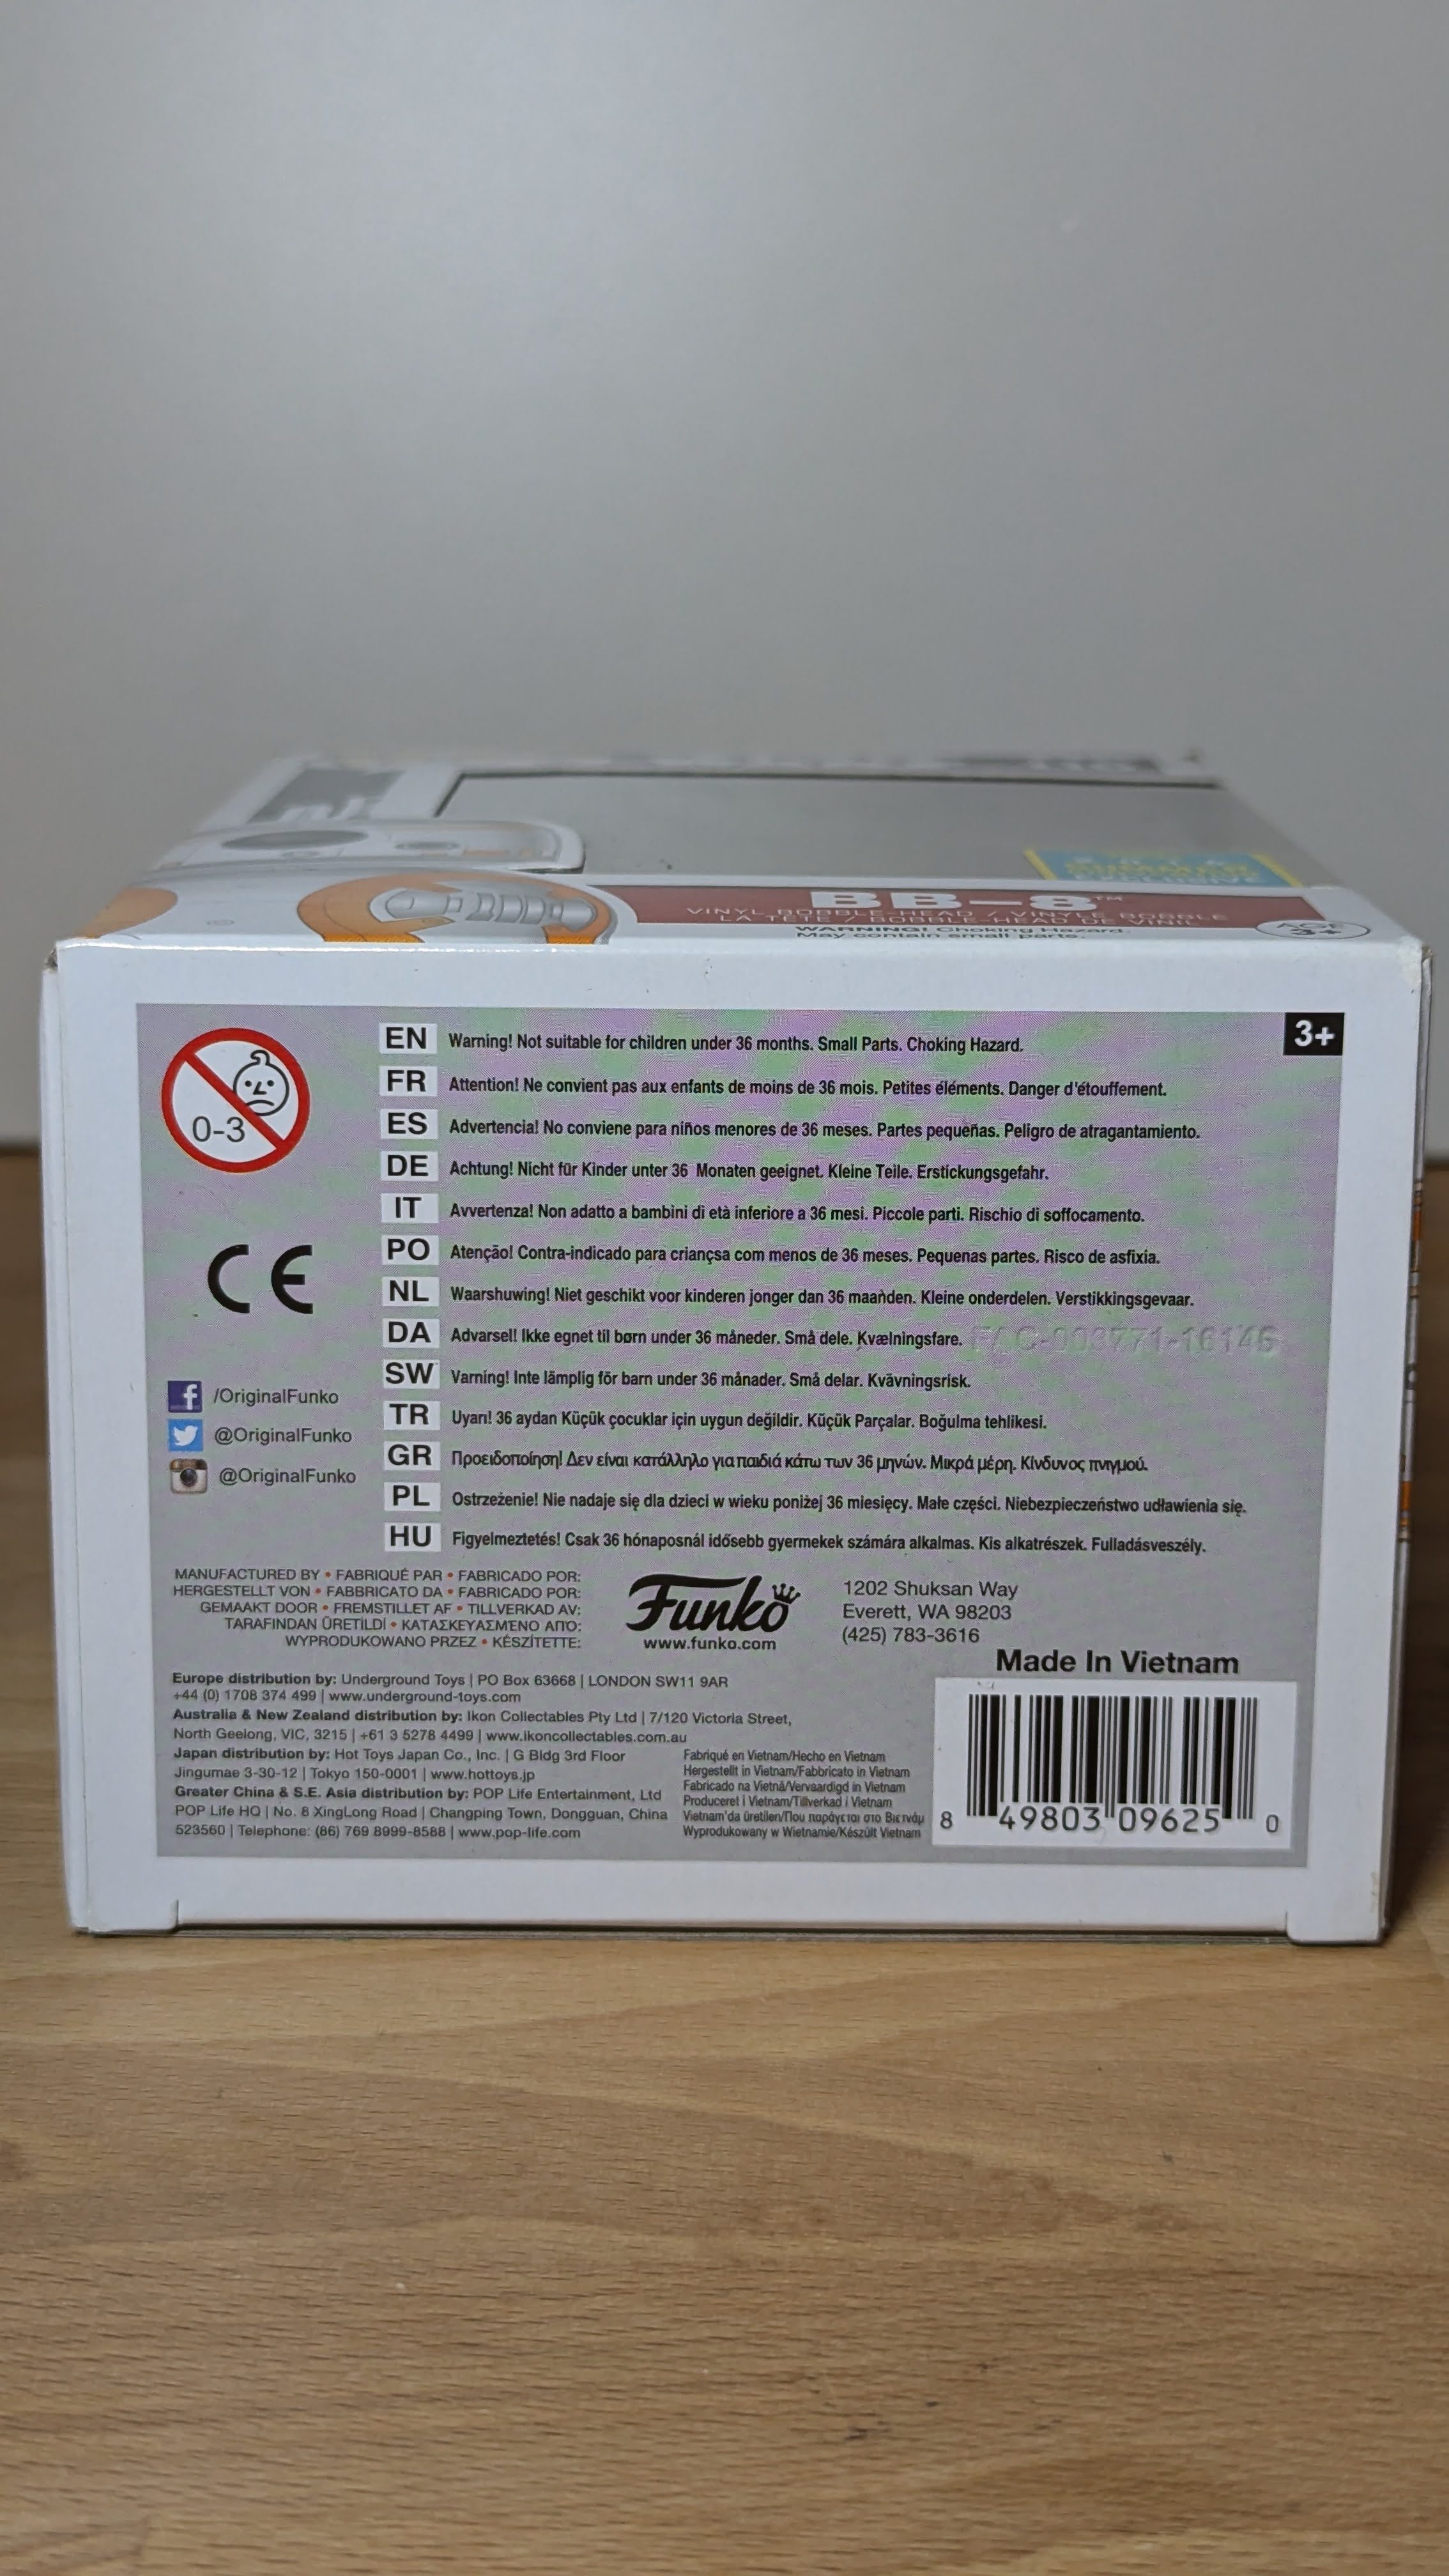 BB-8™
VINYL BOBBLE-HEAD / VINYLE BOBBLE
LA TÊTE / BOBBLE-HEAD DE VINIL
WARNING! Choking Hazard.
May contain small parts.
AGE
3+
3+
0-3
EN Warning! Not suitable for children under 36 months. Small Parts. Choking Hazard.
FR Attention! Ne convient pas aux enfants de moins de 36 mois. Petites éléments. Danger d'étouffement.
ES Advertencia! No conviene para niños menores de 36 meses. Partes pequeñas. Peligro de atragantamiento.
DE Achtung! Nicht für Kinder unter 36 Monaten geeignet. Kleine Teile. Erstickungsgefahr.
IT Avvertenza! Non adatto a bambini di età inferiore a 36 mesi. Piccole parti. Rischio di soffocamento.
PO Atenção! Contra-indicado para criançsa com menos de 36 meses. Pequenas partes. Risco de asfixia.
NL Waarshuwing! Niet geschikt voor kinderen jonger dan 36 maanden. Kleine onderdelen. Verstikkingsgevaar.
DA Advarsel! Ikke egnet til børn under 36 måneder. Små dele. Kvælningsfare.
SW Varning! Inte lämplig för barn under 36 månader. Små delar. Kvävningsrisk.
TR Uyarı! 36 aydan Küçük çocuklar için uygun değildir. Küçük Parçalar. Boğulma tehlikesi.
GR Προειδοποίηση! Δεν είναι κατάλληλο για παιδιά κάτω των 36 μηνών. Μικρά μέρη. Κίνδυνος πνιγμού.
PL Ostrzeżenie! Nie nadaje się dla dzieci w wieku poniżej 36 miesięcy. Małe części. Niebezpieczeństwo udławienia się.
HU Figyelmeztetés! Csak 36 hónaposnál idősebb gyermekek számára alkalmas. Kis alkatrészek. Fulladásveszély.
CE
/OriginalFunko
@OriginalFunko
@OriginalFunko
MANUFACTURED BY • FABRIQUÉ PAR • FABRICADO POR:
HERGESTELLT VON • FABBRICATO DA • FABRICADO POR:
GEMAAKT DOOR • FREMSTILLET AF • TILLVERKAD AV:
TARAFINDAN ÜRETİLDİ • ΚΑΤΑΣΚΕΥΑΣΜΈΝΟ ΑΠΌ:
WYPRODUKOWANO PRZEZ • KÉSZÍTETTE:
Funko
www.funko.com
1202 Shuksan Way
Everett, WA 98203
(425) 783-3616
Europe distribution by: Underground Toys | PO Box 63668 | LONDON SW11 9AR
+44 (0) 1708 374 499 | www.underground-toys.com
Australia & New Zealand distribution by: Ikon Collectables Pty Ltd | 7/120 Victoria Street,
North Geelong, VIC, 3215 | +61 3 5278 4499 | www.ikoncollectables.com.au
Japan distribution by: Hot Toys Japan Co., Inc. | G Bldg 3rd Floor
Jingumae 3-30-12 | Tokyo 150-0001 | www.hottoys.jp
Greater China & S.E. Asia distribution by: POP Life Entertainment, Ltd
POP Life HQ | No. 8 XingLong Road | Changping Town, Dongguan, China
523560 | Telephone: (86) 769 8999-8588 | www.pop-life.com
Fabriqué en Vietnam/Hecho en Vietnam
Hergestellt in Vietnam/Fabbricato in Vietnam
Fabricado na Vietnã/Vervaardigd in Vietnam
Produceret i Vietnam/Tillverkad i Vietnam
Vietnam'da üretilen/Που παράγεται στο Βιετνάμ
Wyprodukowany w Wietnamie/Készült Vietnam
Made In Vietnam
8 49803 09625 0